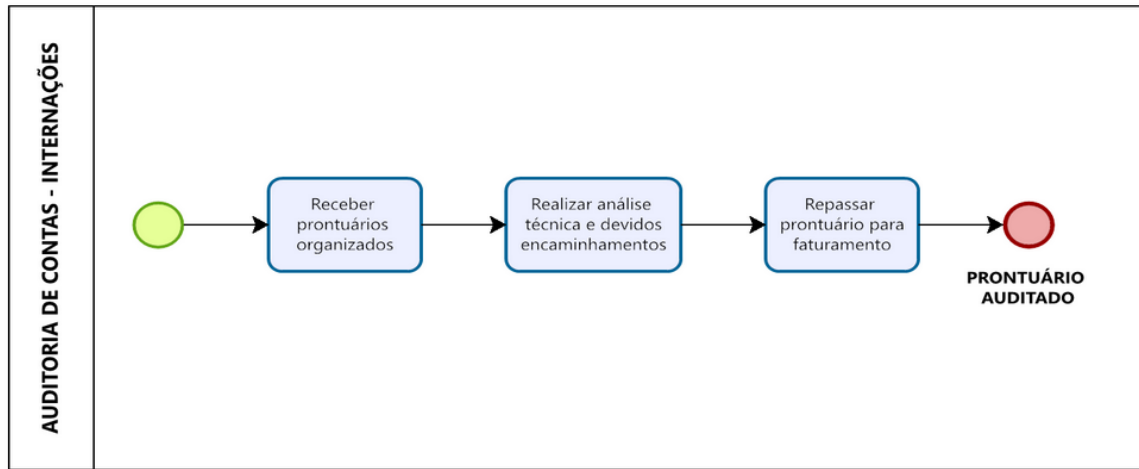 AUDITORIA DE CONTAS - INTERNAÇÕES
Receber
prontuários
organizados
Realizar análise
técnica e devidos
encaminhamentos
Repassar
prontuário para
faturamento
PRONTUÁRIO
AUDITADO